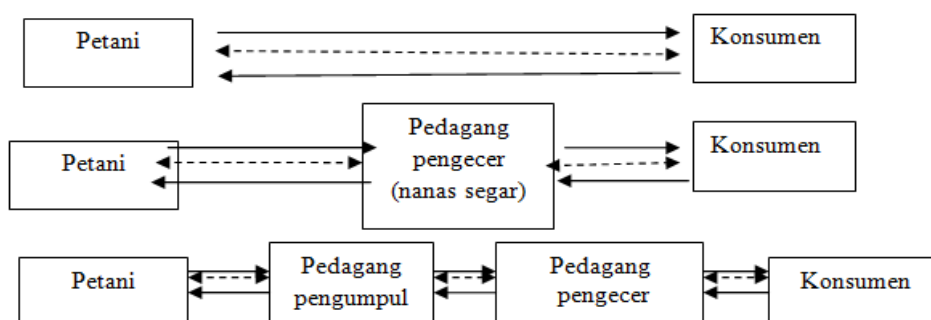 Petani
Konsumen
Petani
Pedagang
pengecer
(nanas segar)
Konsumen
Petani
Pedagang
pengumpul
Pedagang
pengecer
Konsumen